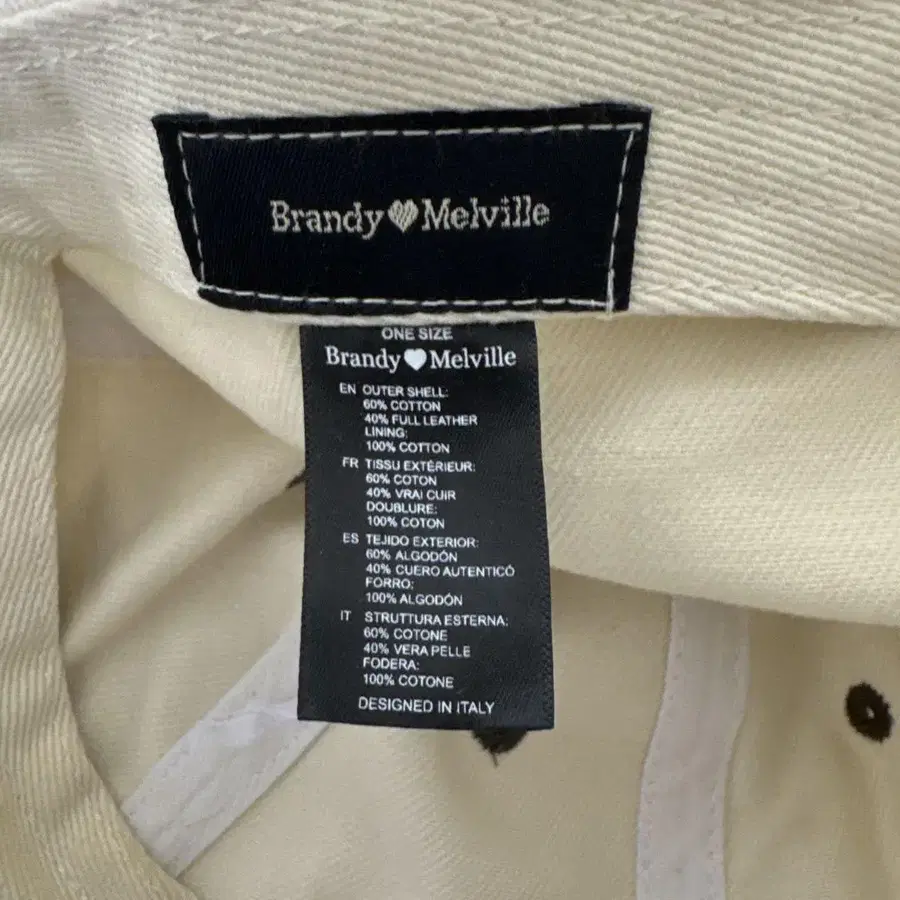 Brandy Melville
ONE SIZE
Brandy Melville
EN OUTER SHELL:
60% COTTON
40% FULL LEATHER
LINING:
100% COTTON
FR TISSU EXTÉRIEUR:
60% COTON
40% VRAI CUIR
DOUBLURE:
100% COTON
ES TEJIDO EXTERIOR:
60% ALGODÓN
40% CUERO AUTENTICÓ
FORRO:
100% ALGODÓN
IT STRUTTURA ESTERNA:
60% COTONE
40% VERA PELLE
FODERA:
100% COTONE
DESIGNED IN ITALY